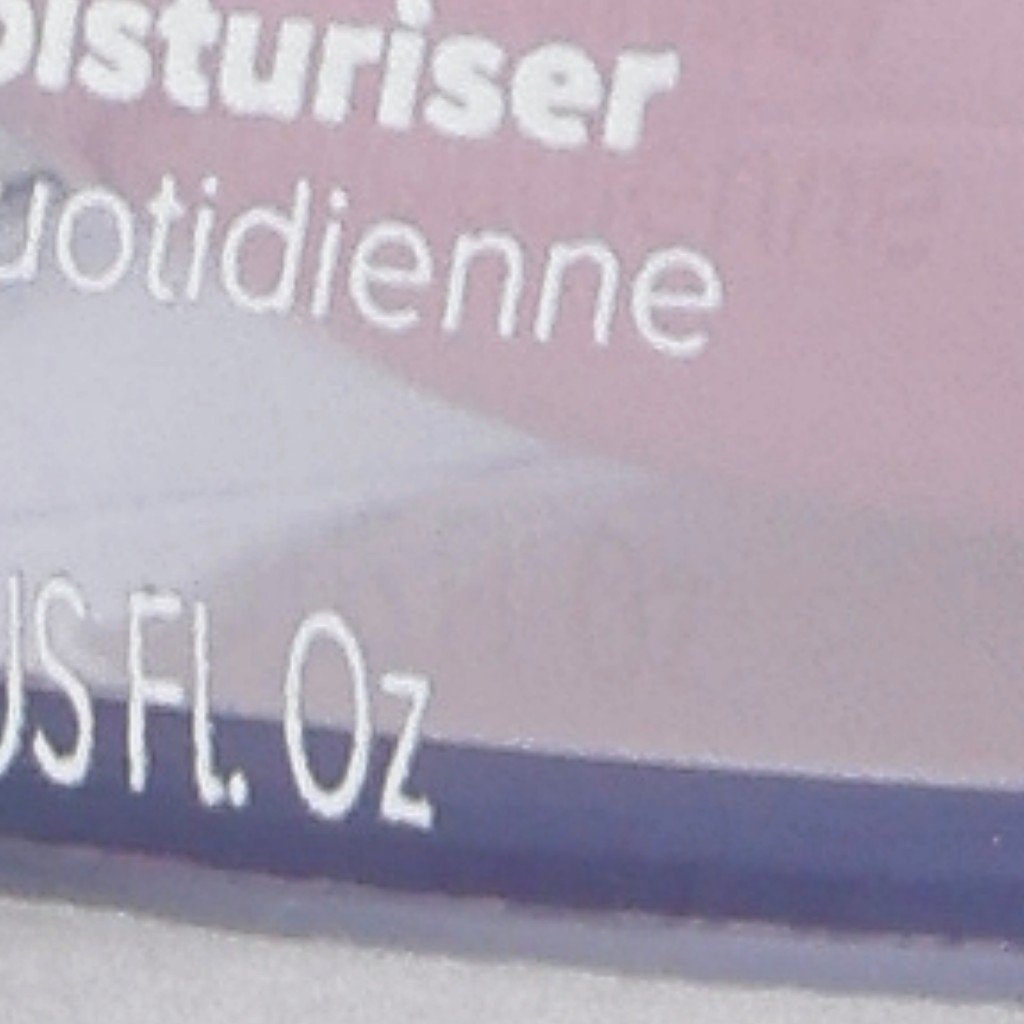 oisturiser
uotidienne
US Fl. Oz